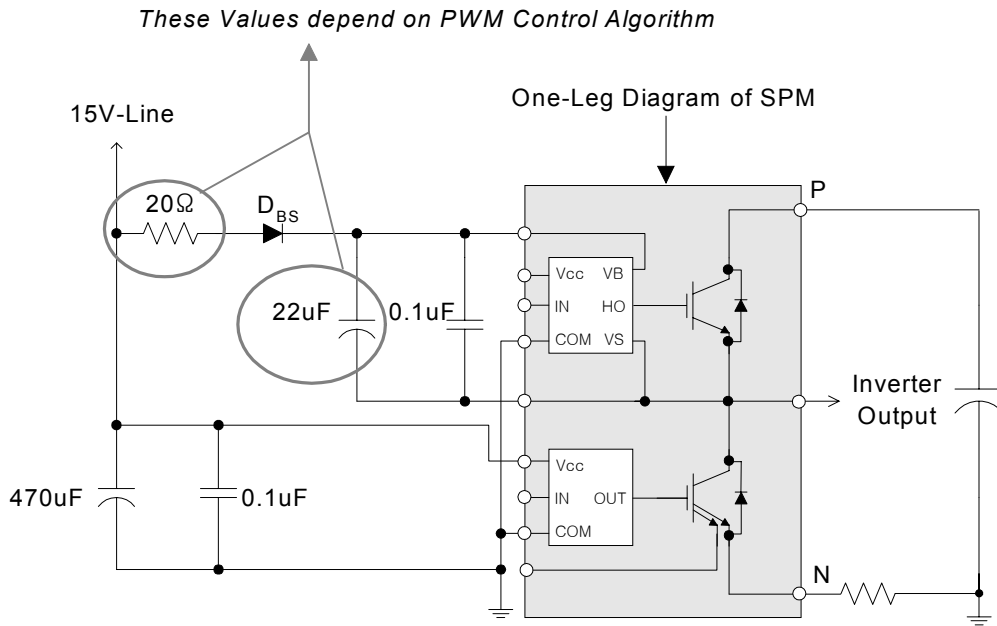 These Values depend on PWM Control Algorithm
One-Leg Diagram of SPM
15V-Line
P
20Ω
DBS
Vcc
VB
IN
HO
COM
VS
22uF
0.1uF
Inverter
Output
Vcc
IN
OUT
COM
470uF
0.1uF
N